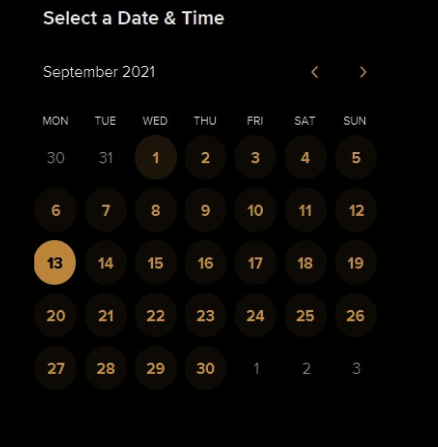 Select a Date & Time
September 2021
MON TUE WED THU FRI SAT SUN
30 31 1 2 3 4 5
6 7 8 9 10 11 12
13 14 15 16 17 18 19
20 21 22 23 24 25 26
27 28 29 30 1 2 3